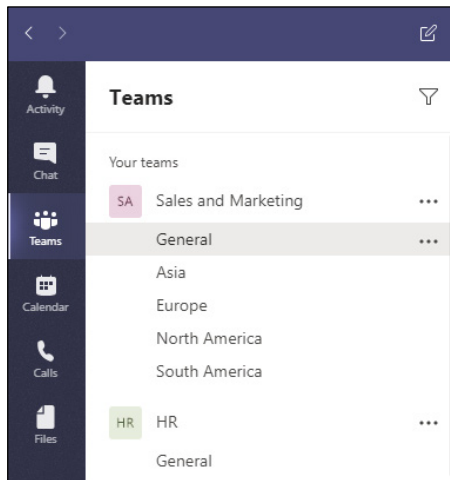 Activity
Chat
Teams
Calendar
Calls
Files
Teams
Your teams
SA Sales and Marketing
General
Asia
Europe
North America
South America
HR HR
General